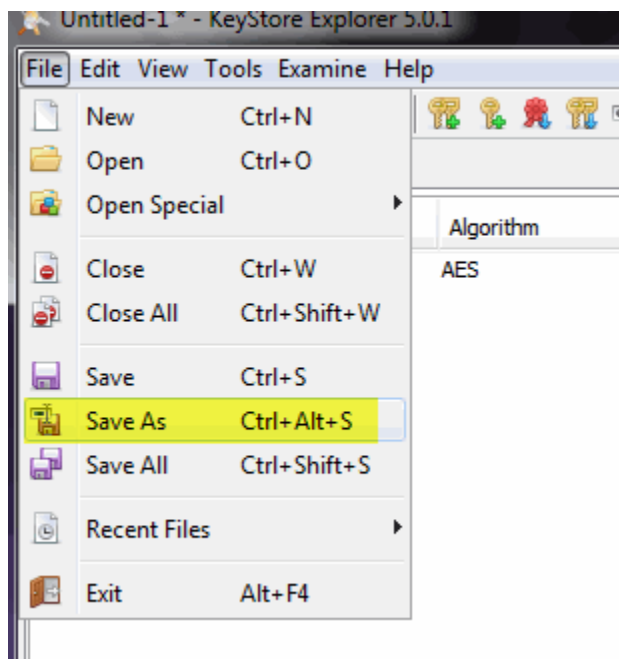 Untitled-1 * - KeyStore Explorer 5.0.1
File Edit View Tools Examine Help
New Ctrl+N
Open Ctrl+O
Open Special
Algorithm
Close Ctrl+W
AES
Close All Ctrl+Shift+W
Save Ctrl+S
Save As Ctrl+Alt+S
Save All Ctrl+Shift+S
Recent Files
Exit Alt+F4